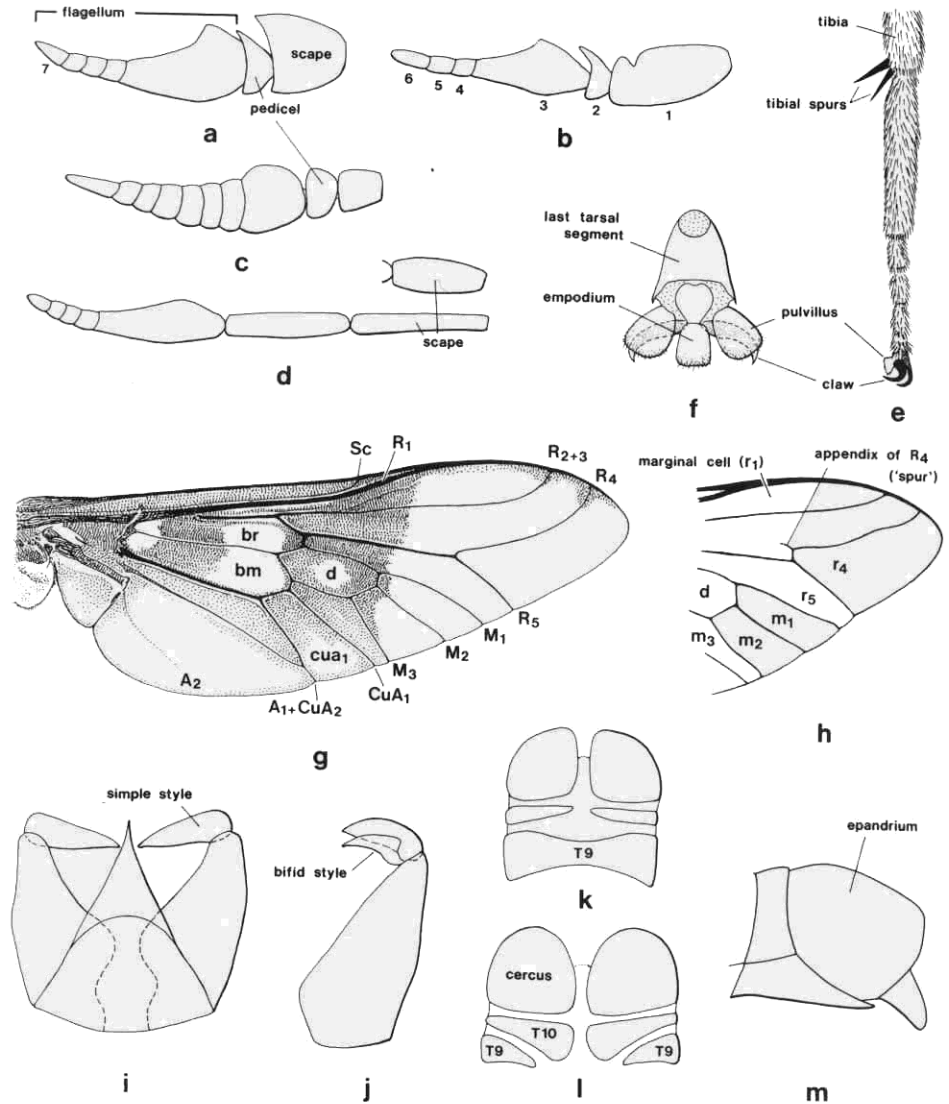 flagellum
scape
7
pedicel
a
6
5
4
3
2
1
b
tibia
tibial spurs
c
last tarsal
segment
empodium
pulvillus
claw
scape
d
f
e
Sc
R1
R2+3
R4
br
bm
d
R5
M1
M2
M3
cua1
CuA1
A2
A1+CuA2
g
marginal cell (r1)
appendix of R4
('spur')
r4
r5
d
m1
m2
m3
h
simple style
i
bifid style
j
T9
k
cercus
T10
T9
T9
l
epandrium
m